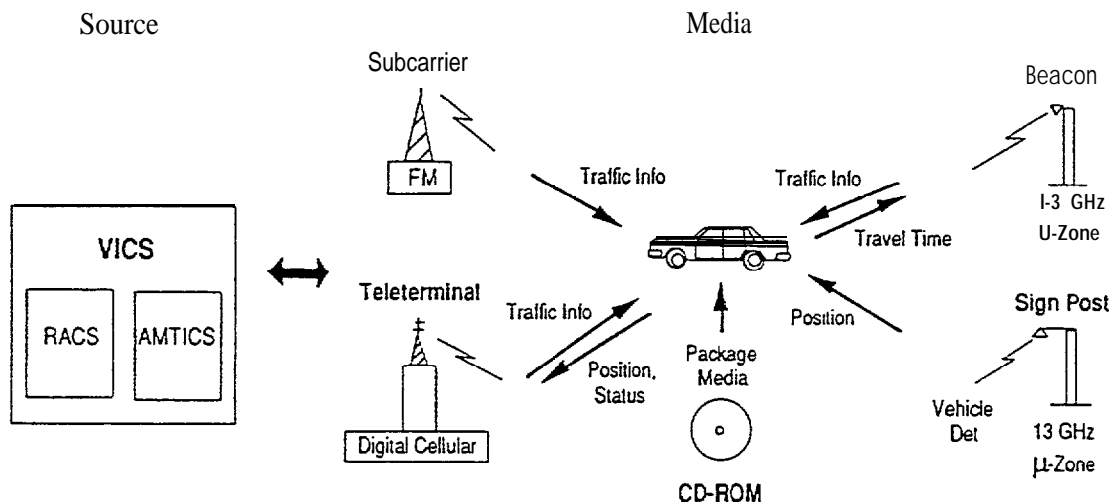 Source
Media
Subcarrier
FM
Traffic Info
Beacon
Traffic Info
Travel Time
I-3 GHz
U-Zone
VICS
RACS
AMTICS
Teleterminal
Traffic Info
Position,
Status
Digital Cellular
Package
Media
CD-ROM
Position
Sign Post
Vehicle
Det
13 GHz
μ-Zone